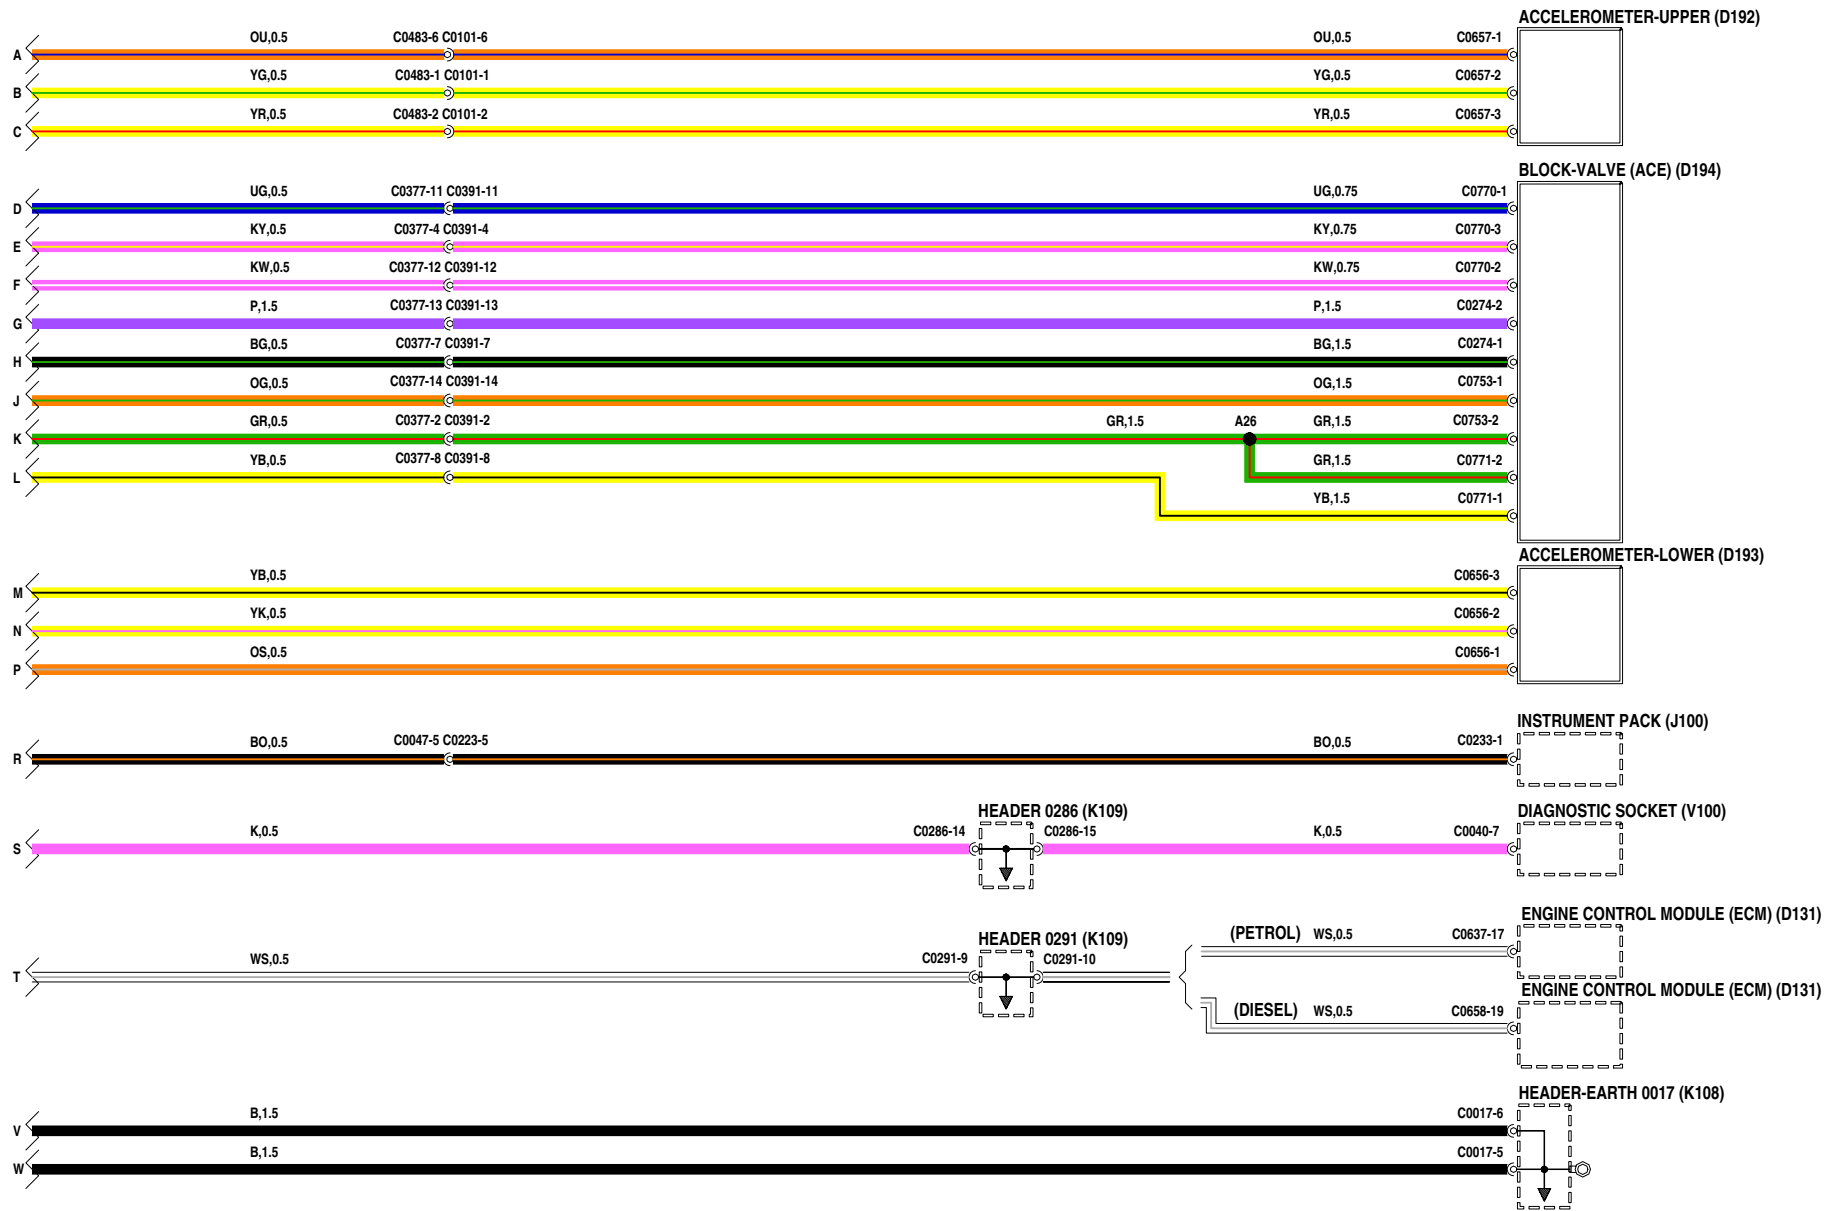 ACCELEROMETER-UPPER (D192)
A OU,0.5 C0483-6 C0101-6 OU,0.5 C0657-1
B YG,0.5 C0483-1 C0101-1 YG,0.5 C0657-2
C YR,0.5 C0483-2 C0101-2 YR,0.5 C0657-3
BLOCK-VALVE (ACE) (D194)
D UG,0.5 C0377-11 C0391-11 UG,0.75 C0770-1
E KY,0.5 C0377-4 C0391-4 KY,0.75 C0770-3
F KW,0.5 C0377-12 C0391-12 KW,0.75 C0770-2
G P,1.5 C0377-13 C0391-13 P,1.5 C0274-2
H BG,0.5 C0377-7 C0391-7 BG,1.5 C0274-1
J OG,0.5 C0377-14 C0391-14 OG,1.5 C0753-1
K GR,0.5 C0377-2 C0391-2 GR,1.5 A26 GR,1.5 C0753-2
L YB,0.5 C0377-8 C0391-8 GR,1.5 C0771-2
YB,1.5 C0771-1
ACCELEROMETER-LOWER (D193)
M YB,0.5 C0656-3
N YK,0.5 C0656-2
P OS,0.5 C0656-1
INSTRUMENT PACK (J100)
R BO,0.5 C0047-5 C0223-5 BO,0.5 C0233-1
HEADER 0286 (K109) DIAGNOSTIC SOCKET (V100)
S K,0.5 C0286-14 C0286-15 K,0.5 C0040-7
ENGINE CONTROL MODULE (ECM) (D131)
HEADER 0291 (K109) (PETROL) WS,0.5 C0637-17
T WS,0.5 C0291-9 C0291-10
ENGINE CONTROL MODULE (ECM) (D131)
(DIESEL) WS,0.5 C0658-19
HEADER-EARTH 0017 (K108)
V B,1.5 C0017-6
W B,1.5 C0017-5